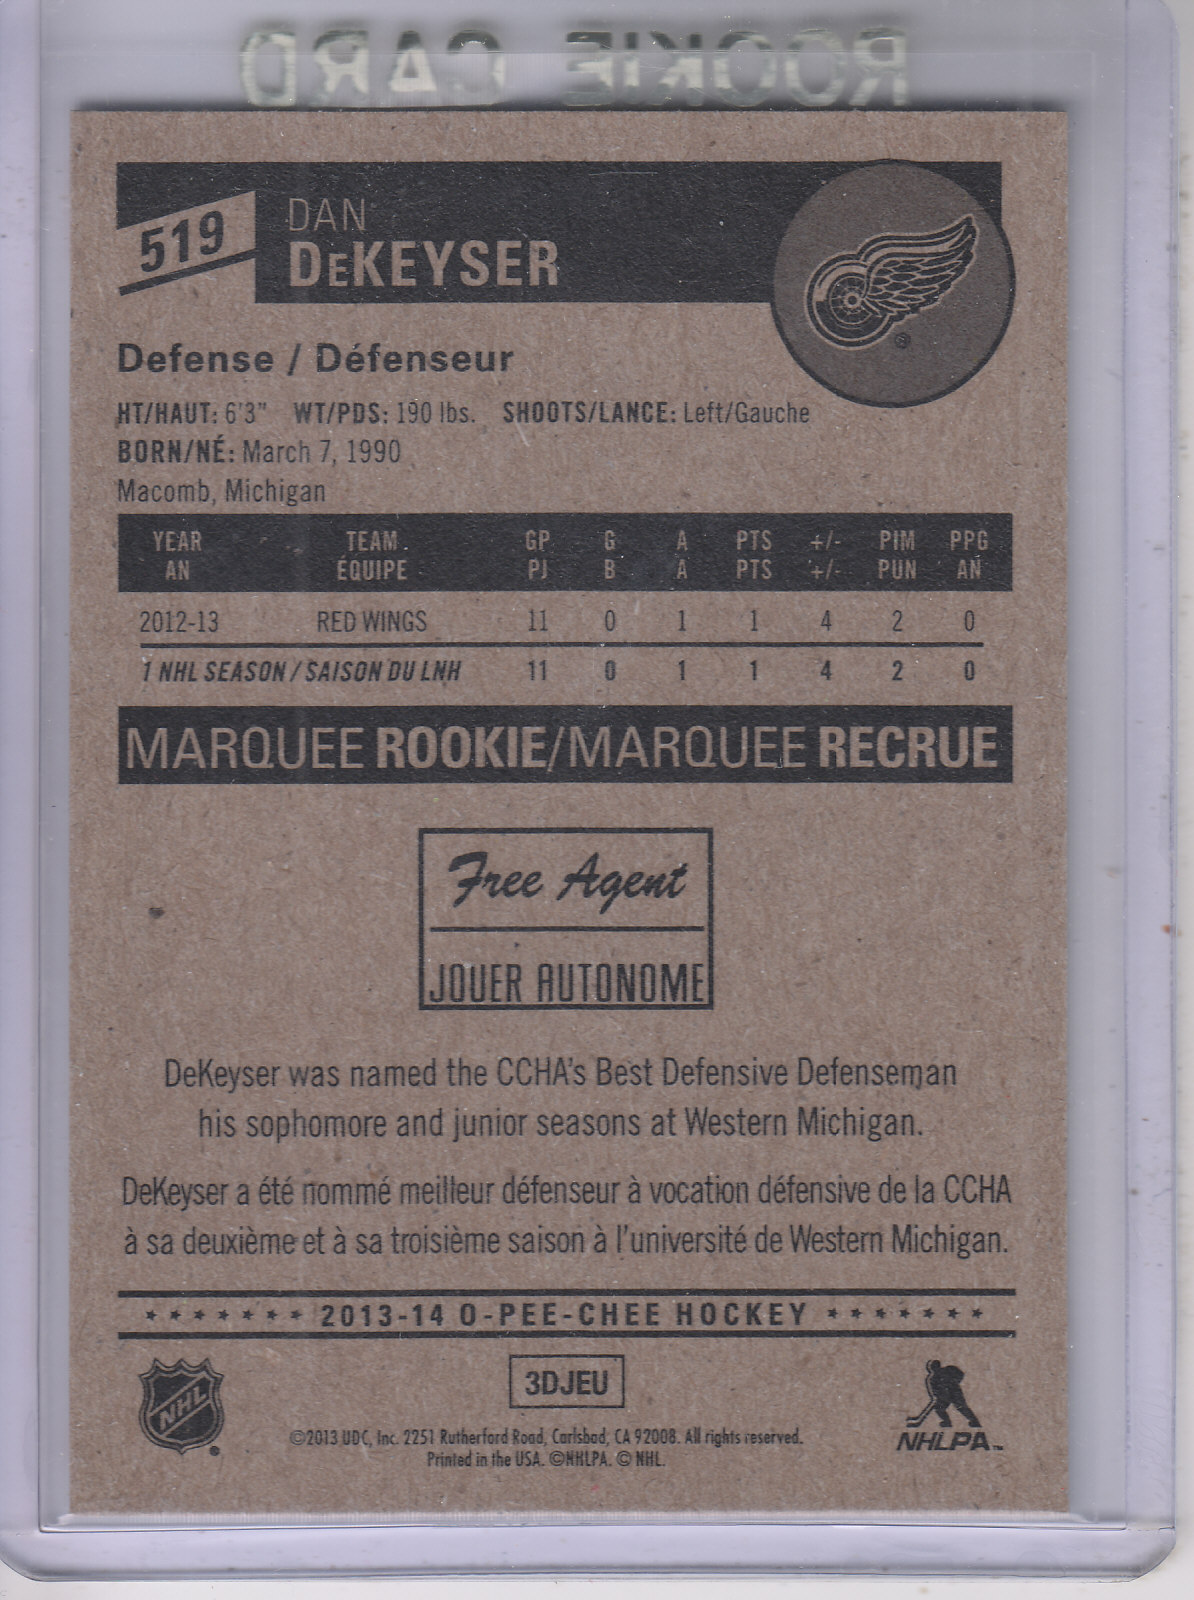 ROOKIE CARD
519
DAN
DeKEYSER
Defense / Défenseur
HT/HAUT: 6'3" WT/PDS: 190 lbs. SHOOTS/LANCE: Left/Gauche
BORN/NÉ: March 7, 1990
Macomb, Michigan
YEAR TEAM GP G A PTS +/- PIM PPG
AN ÉQUIPE PJ B A PTS +/- PUN AN
2012-13 RED WINGS 11 0 1 1 4 2 0
1 NHL SEASON / SAISON DU LNH 11 0 1 1 4 2 0
MARQUEE ROOKIE/MARQUEE RECRUE
Free Agent
JOUER AUTONOME
DeKeyser was named the CCHA's Best Defensive Defenseman
his sophomore and junior seasons at Western Michigan.
DeKeyser a été nommé meilleur défenseur à vocation défensive de la CCHA
à sa deuxième et à sa troisième saison à l'université de Western Michigan.
2013-14 O-PEE-CHEE HOCKEY
3DJEU
NHL
©2013 UDC, Inc. 2251 Rutherford Road, Carlsbad, CA 92008. All rights reserved.
Printed in the USA. ©NHLPA. © NHL.
NHLPA™